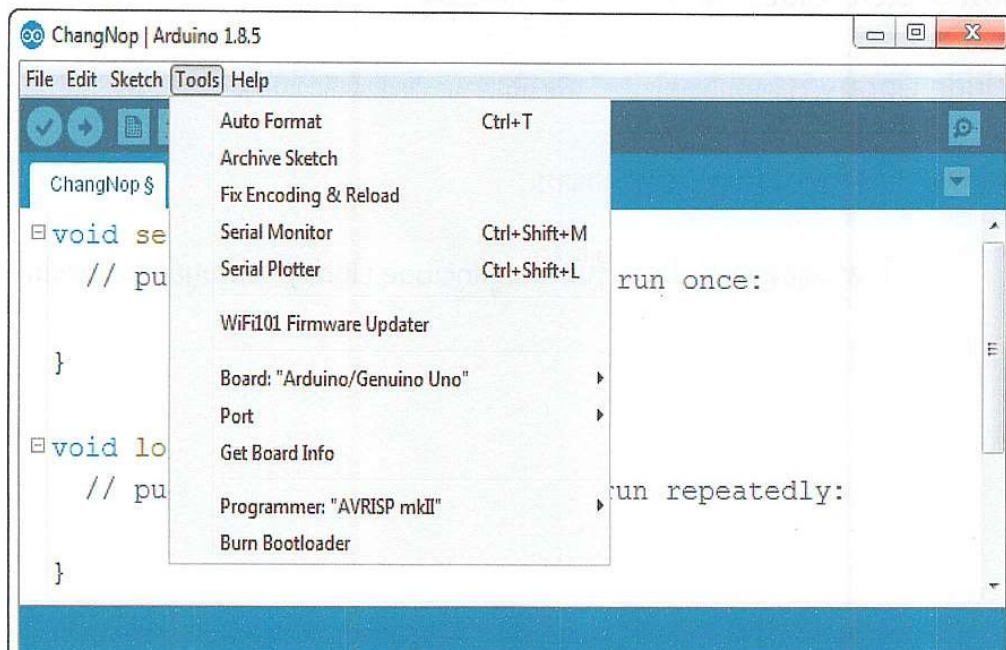 ChangNop | Arduino 1.8.5
File Edit Sketch Tools Help
ChangNop §
Auto Format Ctrl+T
Archive Sketch
Fix Encoding & Reload
Serial Monitor Ctrl+Shift+M
Serial Plotter Ctrl+Shift+L
WiFi101 Firmware Updater
Board: "Arduino/Genuino Uno"
Port
Get Board Info
Programmer: "AVRISP mkII"
Burn Bootloader
void se
// pu run once:
}
void lo
// pu run repeatedly:
}